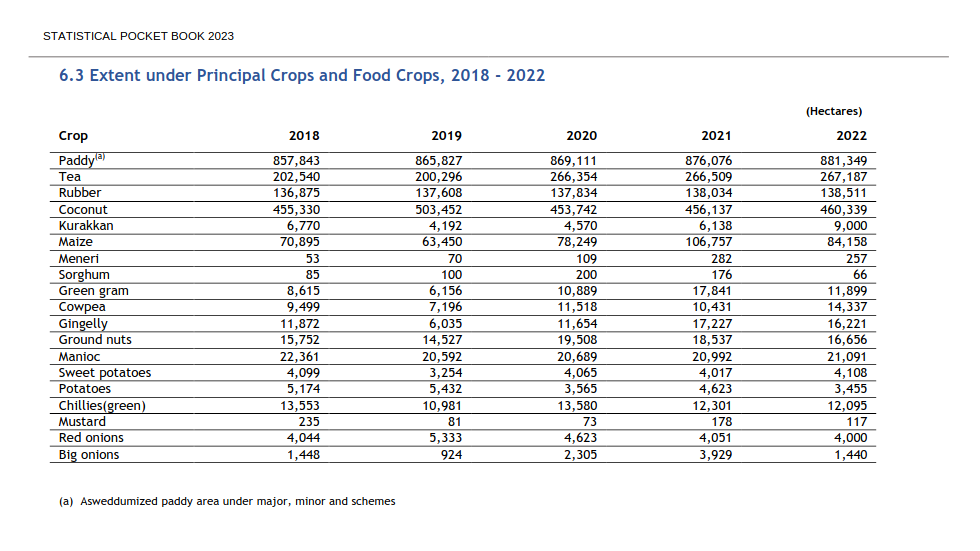 STATISTICAL POCKET BOOK 2023
6.3 Extent under Principal Crops and Food Crops, 2018 - 2022
(Hectares)
Crop 2018 2019 2020 2021 2022
Paddy(a) 857,843 865,827 869,111 876,076 881,349
Tea 202,540 200,296 266,354 266,509 267,187
Rubber 136,875 137,608 137,834 138,034 138,511
Coconut 455,330 503,452 453,742 456,137 460,339
Kurakkan 6,770 4,192 4,570 6,138 9,000
Maize 70,895 63,450 78,249 106,757 84,158
Meneri 53 70 109 282 257
Sorghum 85 100 200 176 66
Green gram 8,615 6,156 10,889 17,841 11,899
Cowpea 9,499 7,196 11,518 10,431 14,337
Gingelly 11,872 6,035 11,654 17,227 16,221
Ground nuts 15,752 14,527 19,508 18,537 16,656
Manioc 22,361 20,592 20,689 20,992 21,091
Sweet potatoes 4,099 3,254 4,065 4,017 4,108
Potatoes 5,174 5,432 3,565 4,623 3,455
Chillies(green) 13,553 10,981 13,580 12,301 12,095
Mustard 235 81 73 178 117
Red onions 4,044 5,333 4,623 4,051 4,000
Big onions 1,448 924 2,305 3,929 1,440
(a) Asweddumized paddy area under major, minor and schemes